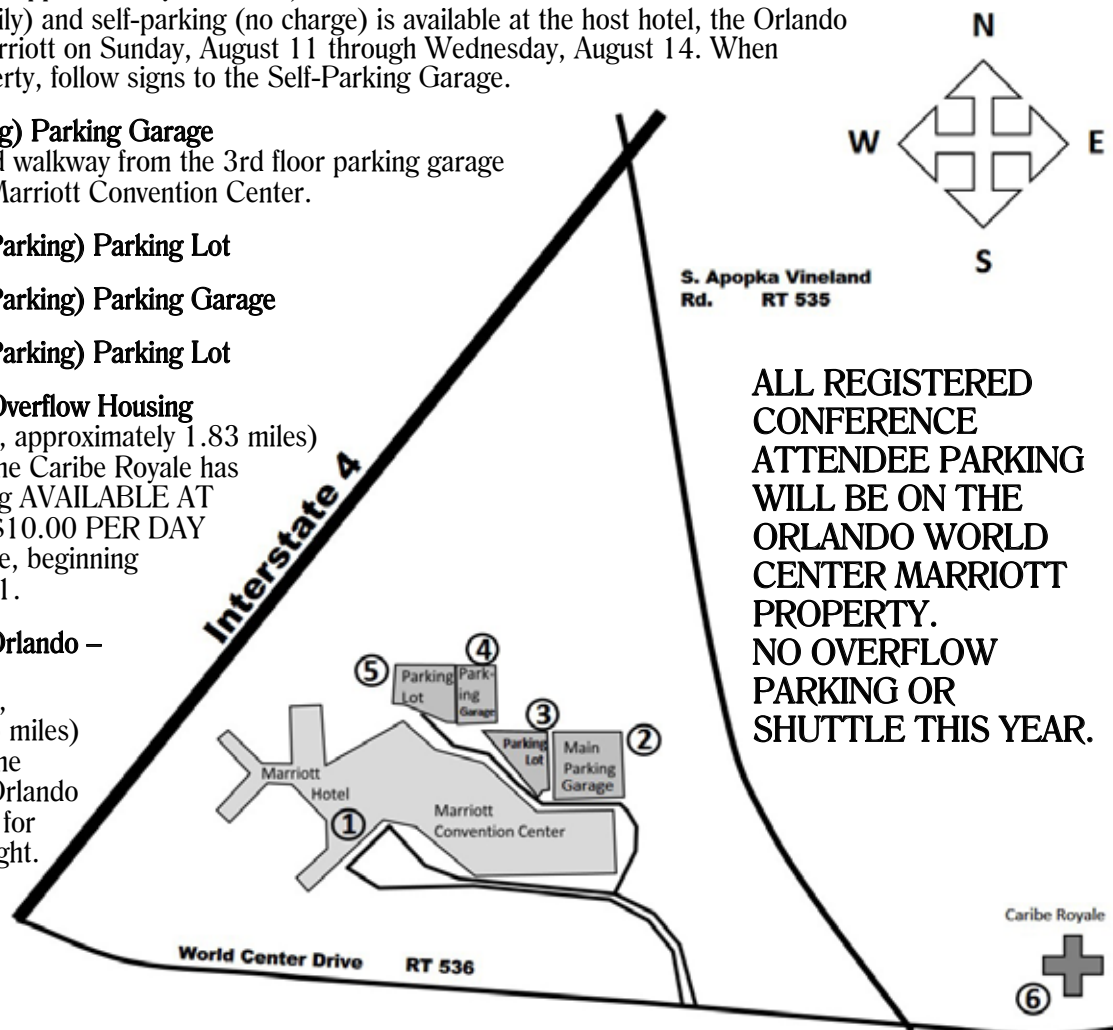 ily) and self-parking (no charge) is available at the host hotel, the Orlando
rriott on Sunday, August 11 through Wednesday, August 14. When
erty, follow signs to the Self-Parking Garage.
g) Parking Garage
d walkway from the 3rd floor parking garage
Marriott Convention Center.
Parking) Parking Lot
Parking) Parking Garage
Parking) Parking Lot
Overflow Housing
, approximately 1.83 miles)
he Caribe Royale has
g AVAILABLE AT
$10.00 PER DAY
e, beginning
1.
Orlando –
,
miles)
he
Orlando
for
ght.
N
W E
S
S. Apopka Vineland
Rd. RT 535
ALL REGISTERED
CONFERENCE
ATTENDEE PARKING
WILL BE ON THE
ORLANDO WORLD
CENTER MARRIOTT
PROPERTY.
NO OVERFLOW
PARKING OR
SHUTTLE THIS YEAR.
Interstate 4
5
Parking
Lot
4
Park-
ing
Garage
3
Parking
Lot
2
Main
Parking
Garage
Marriott
Hotel
1
Marriott
Convention Center
World Center Drive RT 536
Caribe Royale
6